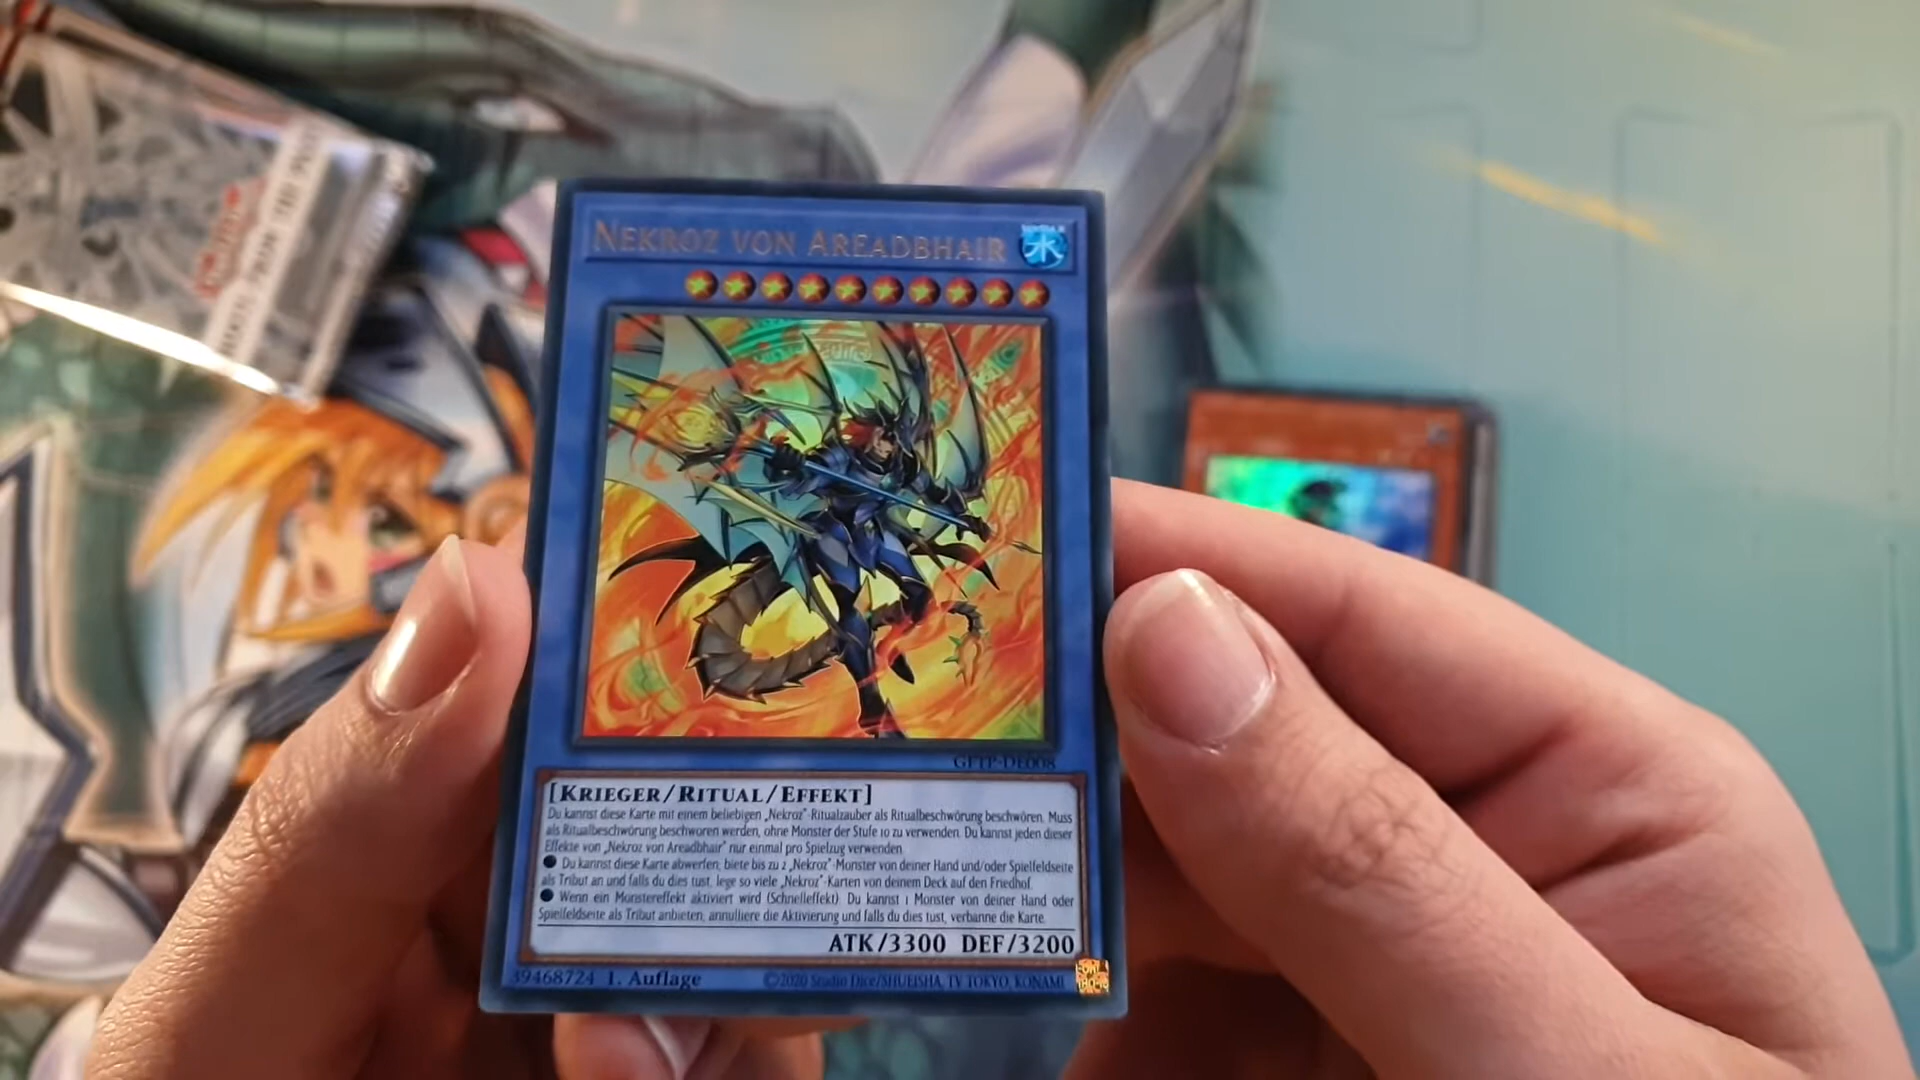 Nekroz von Areadbhair
水
GFTP-DE008
[Krieger/Ritual/Effekt]
Du kannst diese Karte mit einem beliebigen „Nekroz"-Ritualzauber als Ritualbeschwörung beschwören. Muss
als Ritualbeschwörung beschworen werden, ohne Monster der Stufe 10 zu verwenden. Du kannst jeden dieser
Effekte von „Nekroz von Areadbhair" nur einmal pro Spielzug verwenden.
● Du kannst diese Karte abwerfen; biete bis zu 2 „Nekroz"-Monster von deiner Hand und/oder Spielfeldseite
als Tribut an und falls du dies tust, lege so viele „Nekroz"-Karten von deinem Deck auf den Friedhof.
● Wenn ein Monstereffekt aktiviert wird (Schnelleffekt): Du kannst 1 Monster von deiner Hand oder
Spielfeldseite als Tribut anbieten; annulliere die Aktivierung und falls du dies tust, verbanne die Karte.
ATK/3300 DEF/3200
39468724 1. Auflage ©2020 Studio Dice/SHUEISHA, TV TOKYO, KONAMI